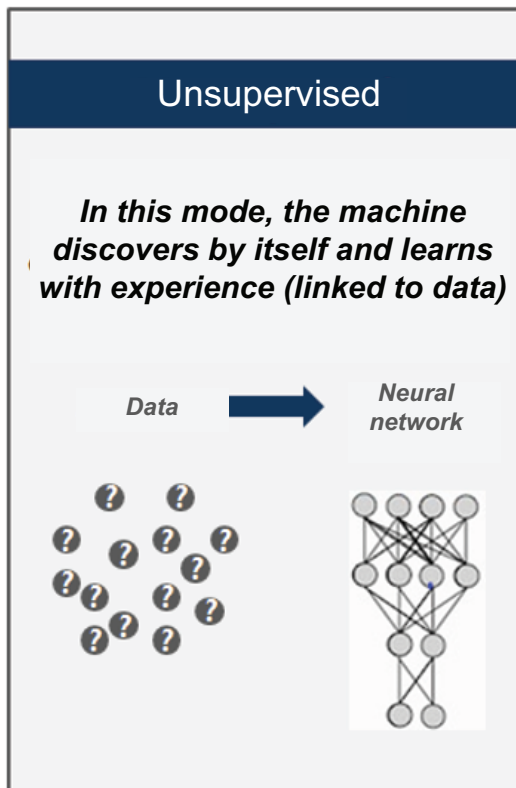 Unsupervised
In this mode, the machine
discovers by itself and learns
with experience (linked to data)
Data
Neural
network
? ?
? ? ?
? ?
? ? ?
? ?
? ?